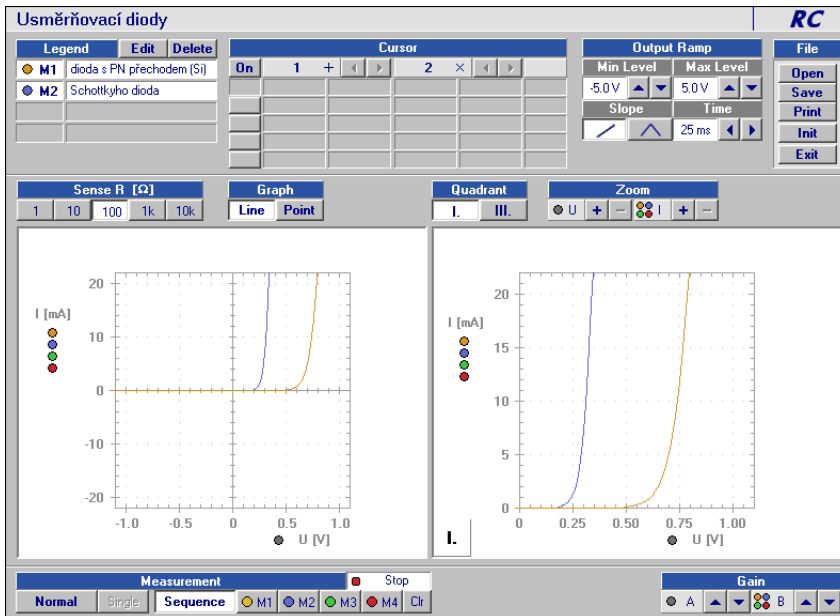 Usměrňovací diody RC
Legend Edit Delete Cursor Output Ramp File
On 1 + 2 × Min Level Max Level
M1 dioda s PN přechodem (Si) -5.0 V 5.0 V Open
M2 Schottkyho dioda Slope Time Save
25 ms Print
Init
Exit
Sense R [Ω] Graph Quadrant Zoom
1 10 100 1k 10k Line Point I. III. U + − I + −
I [mA]
20
10
0
-10
-20
-1.0 -0.5 0 0.5 1.0
U [V]
I [mA]
20
15
10
5
0
0 0.25 0.50 0.75 1.00
I. U [V]
Measurement Stop Gain
Normal Single Sequence M1 M2 M3 M4 Clr A B